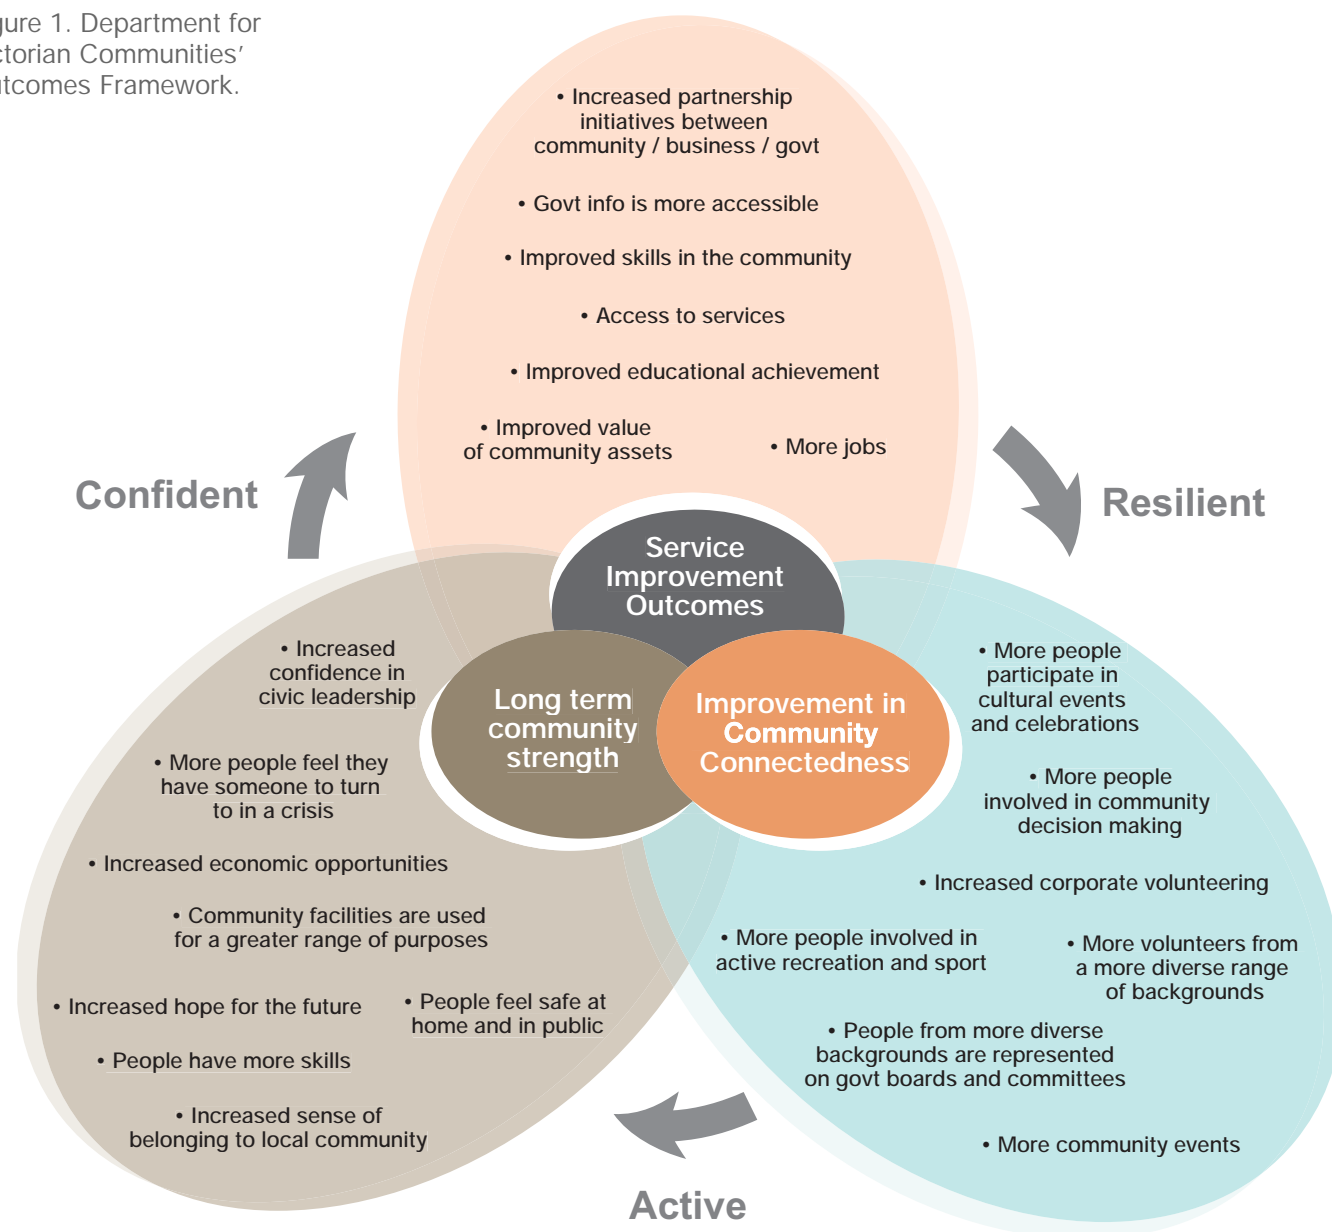 gure 1. Department for
ctorian Communities'
utcomes Framework.
• Increased partnership
initiatives between
community / business / govt
• Govt info is more accessible
• Improved skills in the community
• Access to services
• Improved educational achievement
• Improved value
of community assets
• More jobs
Confident
Resilient
Service
Improvement
Outcomes
Long term
community
strength
Improvement in
Community
Connectedness
• Increased
confidence in
civic leadership
• More people feel they
have someone to turn
to in a crisis
• Increased economic opportunities
• Community facilities are used
for a greater range of purposes
• Increased hope for the future
• People feel safe at
home and in public
• People have more skills
• Increased sense of
belonging to local community
• More people
participate in
cultural events
and celebrations
• More people
involved in community
decision making
• Increased corporate volunteering
• More people involved in
active recreation and sport
• More volunteers from
a more diverse range
of backgrounds
• People from more diverse
backgrounds are represented
on govt boards and committees
• More community events
Active